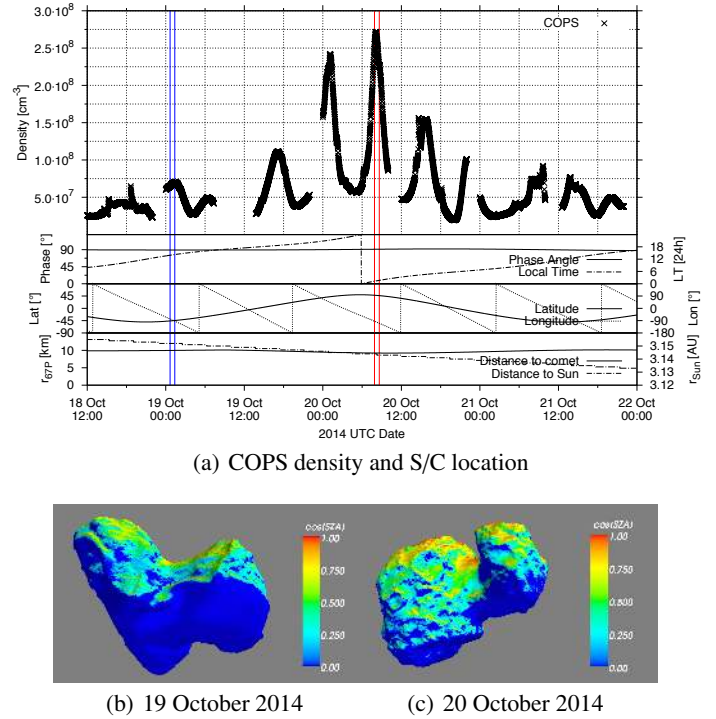 3.0·10⁸
COPS ×
2.5·10⁸
2.0·10⁸
1.5·10⁸
1.0·10⁸
5.0·10⁷
Density [cm⁻³]
90
45
0
Phase [°]
Phase Angle
Local Time
18
12
6
0
LT [24h]
45
0
-45
-90
Lat [°]
Latitude
Longitude
90
0
-90
-180
Lon [°]
15
10
5
0
r67P [km]
Distance to comet
Distance to Sun
3.15
3.14
3.13
3.12
rSun [AU]
18 Oct 19 Oct 19 Oct 20 Oct 20 Oct 21 Oct 21 Oct 22 Oct
12:00 00:00 12:00 00:00 12:00 00:00 12:00 00:00
2014 UTC Date
(a) COPS density and S/C location
cos(SZA)
1.00
0.750
0.500
0.250
0.00
cos(SZA)
1.00
0.750
0.500
0.250
0.00
(b) 19 October 2014 (c) 20 October 2014